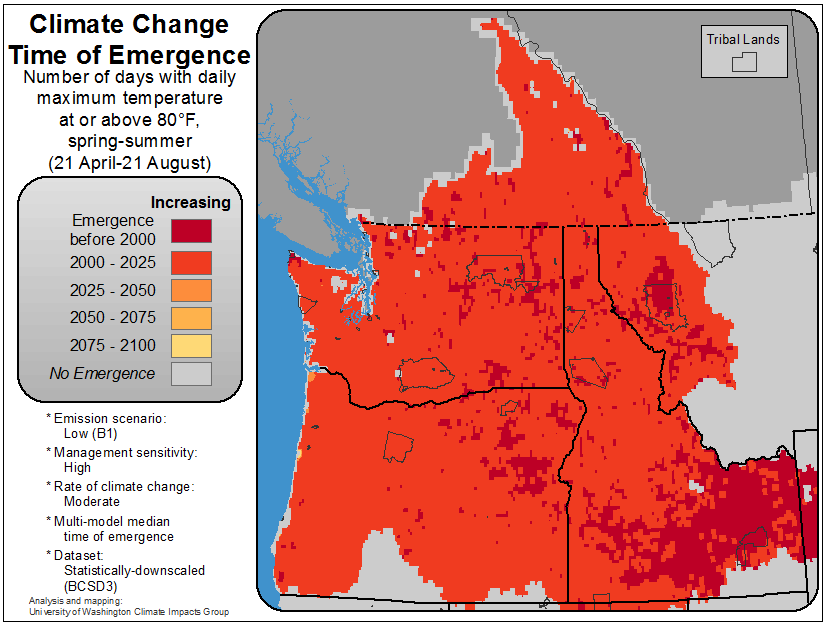 Climate Change
Time of Emergence
Number of days with daily
maximum temperature
at or above 80°F,
spring-summer
(21 April-21 August)
Increasing
Emergence
before 2000
2000 - 2025
2025 - 2050
2050 - 2075
2075 - 2100
No Emergence
* Emission scenario:
Low (B1)
* Management sensitivity:
High
* Rate of climate change:
Moderate
* Multi-model median
time of emergence
* Dataset:
Statistically-downscaled
(BCSD3)
Analysis and mapping:
University of Washington Climate Impacts Group
Tribal Lands